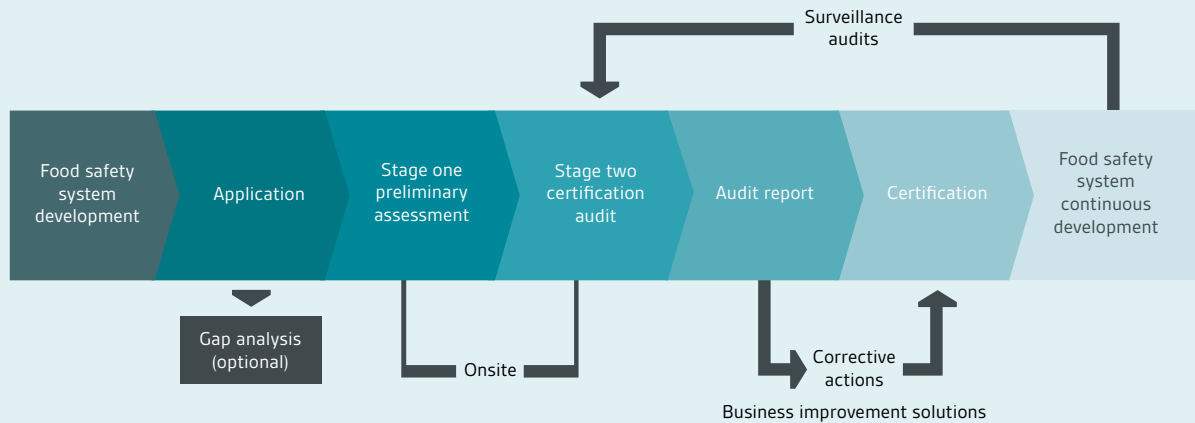 Surveillance
audits
Food safety
system
development
Application
Stage one
preliminary
assessment
Stage two
certification
audit
Audit report
Certification
Food safety
system
continuous
development
Gap analysis
(optional)
Onsite
Corrective
actions
Business improvement solutions